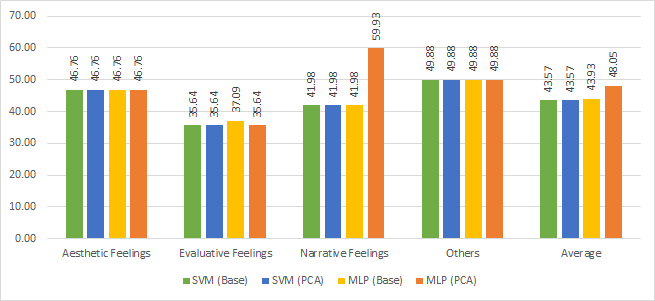 70.00
60.00
50.00
40.00
30.00
20.00
10.00
0.00
46.76 46.76 46.76 46.76
35.64 35.64 37.09 35.64
41.98 41.98 41.98 59.93
49.88 49.88 49.88 49.88
43.57 43.57 43.93 48.05
Aesthetic Feelings Evaluative Feelings Narrative Feelings Others Average
SVM (Base) SVM (PCA) MLP (Base) MLP (PCA)